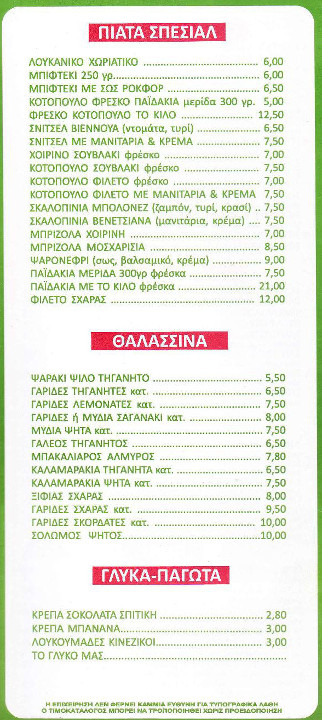 ΠΙΑΤΑ ΣΠΕΣΙΑΛ
ΛΟΥΚΑΝΙΚΟ ΧΩΡΙΑΤΙΚΟ ........ 6,00
ΜΠΙΦΤΕΚΙ 250 γρ........ 6,00
ΜΠΙΦΤΕΚΙ ΜΕ ΣΩΣ ΡΟΚΦΟΡ ........ 6,50
ΚΟΤΟΠΟΥΛΟ ΦΡΕΣΚΟ ΠΑΪΔΑΚΙΑ μερίδα 300 γρ. 5,00
ΦΡΕΣΚΟ ΚΟΤΟΠΟΥΛΟ ΤΟ ΚΙΛΟ ........ 12,50
ΣΝΙΤΣΕΛ ΒΙΕΝΝΟΥΑ (ντομάτα, τυρί) ........ 6,50
ΣΝΙΤΣΕΛ ΜΕ ΜΑΝΙΤΑΡΙΑ & ΚΡΕΜΑ ........ 7,50
ΧΟΙΡΙΝΟ ΣΟΥΒΛΑΚΙ φρέσκο ........ 7,00
ΚΟΤΟΠΟΥΛΟ ΣΟΥΒΛΑΚΙ φρέσκο ........ 7,50
ΚΟΤΟΠΟΥΛΟ ΦΙΛΕΤΟ φρέσκο ........ 7,00
ΚΟΤΟΠΟΥΛΟ ΦΙΛΕΤΟ ΜΕ ΜΑΝΙΤΑΡΙΑ & ΚΡΕΜΑ 7,50
ΣΚΑΛΟΠΙΝΙΑ ΜΠΟΛΟΝΕΖ (ζαμπόν, τυρί, κρασί) .. 7,50
ΣΚΑΛΟΠΙΝΙΑ ΒΕΝΕΤΣΙΑΝΑ (μανιτάρια, κρέμα) .... 7,50
ΜΠΡΙΖΟΛΑ ΧΟΙΡΙΝΗ ........ 7,00
ΜΠΡΙΖΟΛΑ ΜΟΣΧΑΡΙΣΙΑ ........ 8,50
ΨΑΡΟΝΕΦΡΙ (σως, βαλσαμικό, κρέμα) ........ 9,00
ΠΑΪΔΑΚΙΑ ΜΕΡΙΔΑ 300γρ φρέσκα ........ 7,50
ΠΑΪΔΑΚΙΑ ΜΕ ΤΟ ΚΙΛΟ φρέσκα ........ 21,00
ΦΙΛΕΤΟ ΣΧΑΡΑΣ ........ 12,00
ΘΑΛΑΣΣΙΝΑ
ΨΑΡΑΚΙ ΨΙΛΟ ΤΗΓΑΝΗΤΟ ........ 5,50
ΓΑΡΙΔΕΣ ΤΗΓΑΝΗΤΕΣ κατ. ........ 6,50
ΓΑΡΙΔΕΣ ΛΕΜΟΝΑΤΕΣ κατ. ........ 7,50
ΓΑΡΙΔΕΣ ή ΜΥΔΙΑ ΣΑΓΑΝΑΚΙ κατ. ........ 8,00
ΜΥΔΙΑ ΨΗΤΑ κατ. ........ 7,50
ΓΑΛΕΟΣ ΤΗΓΑΝΗΤΟΣ ........ 6,50
ΜΠΑΚΑΛΙΑΡΟΣ ΑΛΜΥΡΟΣ ........ 7,80
ΚΑΛΑΜΑΡΑΚΙΑ ΤΗΓΑΝΗΤΑ κατ. ........ 6,50
ΚΑΛΑΜΑΡΑΚΙΑ ΨΗΤΑ κατ. ........ 7,50
ΞΙΦΙΑΣ ΣΧΑΡΑΣ ........ 8,00
ΓΑΡΙΔΕΣ ΣΧΑΡΑΣ κατ. ........ 9,50
ΓΑΡΙΔΕΣ ΣΚΟΡΔΑΤΕΣ κατ. ........ 10,00
ΣΟΛΩΜΟΣ ΨΗΤΟΣ........10,00
ΓΛΥΚΑ-ΠΑΓΩΤΑ
ΚΡΕΠΑ ΣΟΚΟΛΑΤΑ ΣΠΙΤΙΚΗ ........ 2,80
ΚΡΕΠΑ ΜΠΑΝΑΝΑ........ 3,00
ΛΟΥΚΟΥΜΑΔΕΣ ΚΙΝΕΖΙΚΟΙ........ 3,00
ΤΟ ΓΛΥΚΟ ΜΑΣ........
Η ΕΠΙΧΕΙΡΗΣΗ ΔΕΝ ΦΕΡΝΕΙ ΚΑΜΜΙΑ ΕΥΘΥΝΗ ΓΙΑ ΤΥΠΟΓΡΑΦΙΚΑ ΛΑΘΗ
Ο ΤΙΜΟΚΑΤΑΛΟΓΟΣ ΜΠΟΡΕΙ ΝΑ ΤΡΟΠΟΠΟΙΗΘΕΙ ΧΩΡΙΣ ΠΡΟΕΙΔΟΠΟΙΗΣΗ